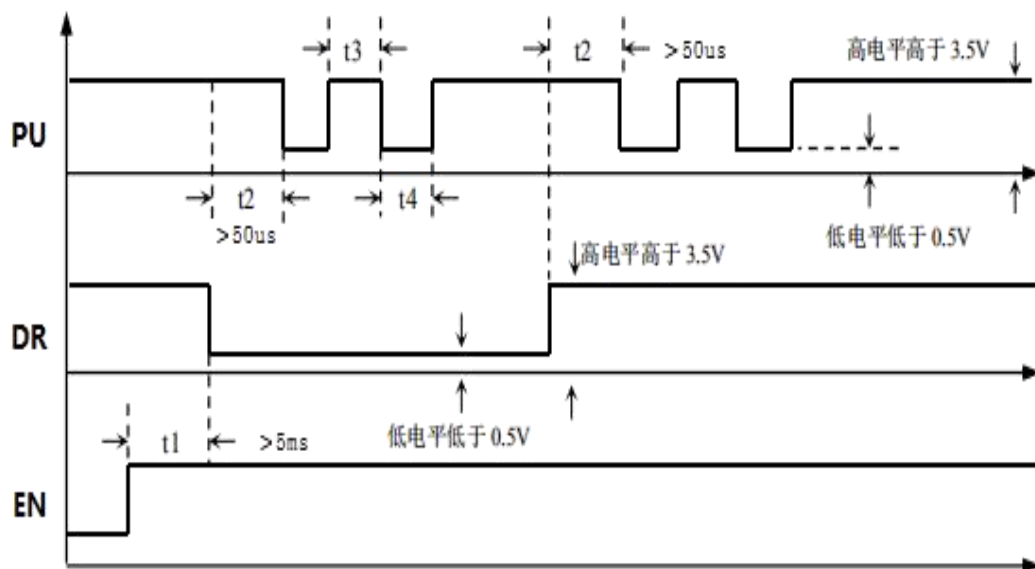 t3
t2
>50us
高电平高于 3.5V
PU
t2
t4
>50us
低电平低于 0.5V
高电平高于 3.5V
DR
t1
>5ms
低电平低于 0.5V
EN